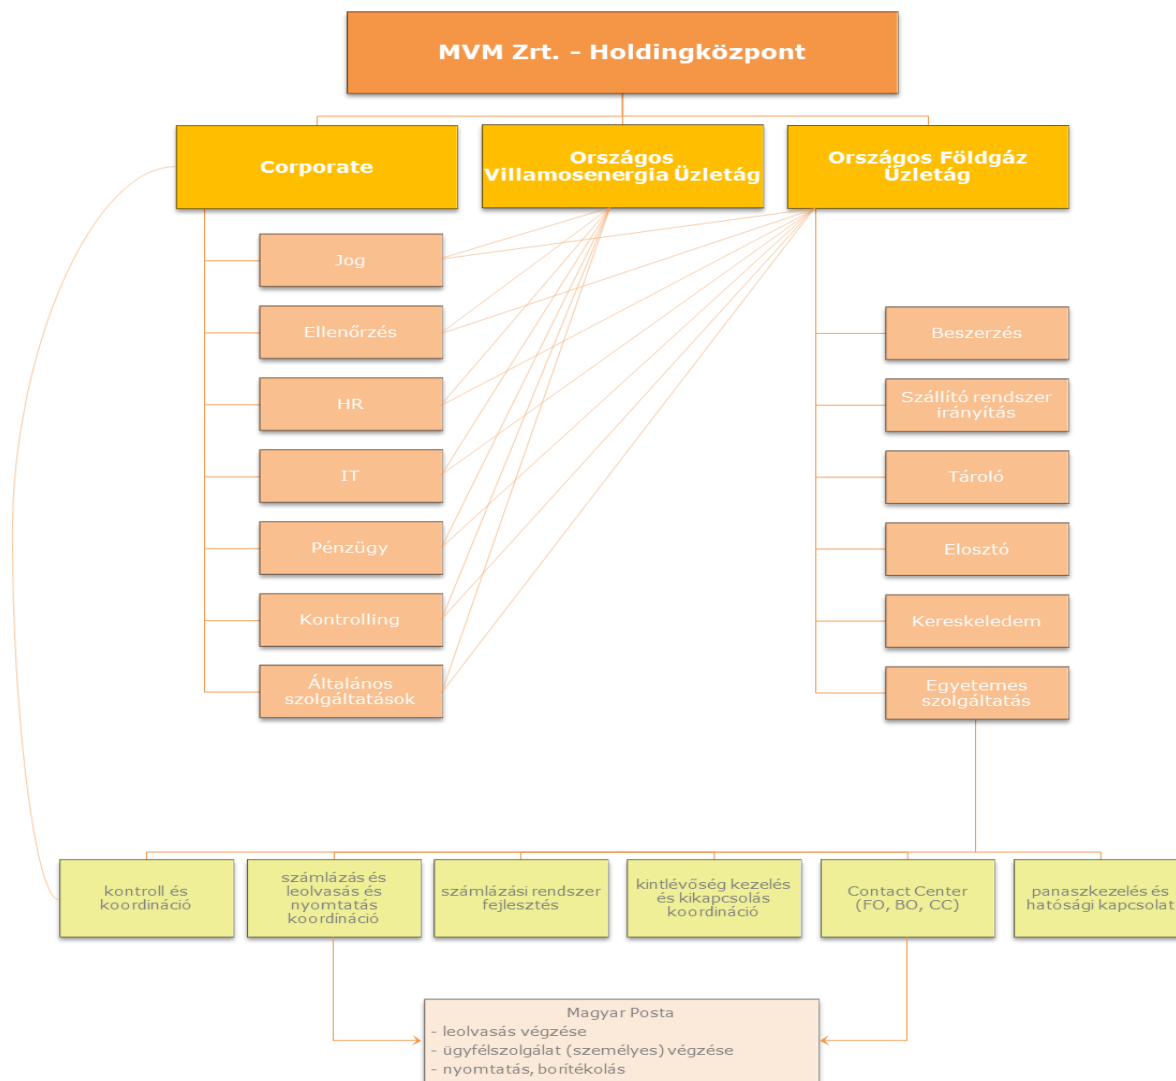 MVM Zrt. – Holdingközpont
Corporate
Országos
Villamosenergia Üzletág
Országos Földgáz
Üzletág
Jog
Ellenőrzés
HR
IT
Pénzügy
Kontrolling
Általános
szolgáltatások
Beszerzés
Szállító rendszer
irányítás
Tároló
Elosztó
Kereskeledem
Egyetemes
szolgáltatás
kontroll és
koordináció
számlázás és
leolvasás és
nyomtatás
koordínáció
számlázási rendszer
fejlesztés
kintlévőség kezelés
és kikapcsolás
koordináció
Contact Center
(FO, BO, CC)
panaszkezelés és
hatósági kapcsolat
Magyar Posta
- leolvasás végzése
- ügyfélszolgálat (személyes) végzése
- nyomtatás, borítékolás